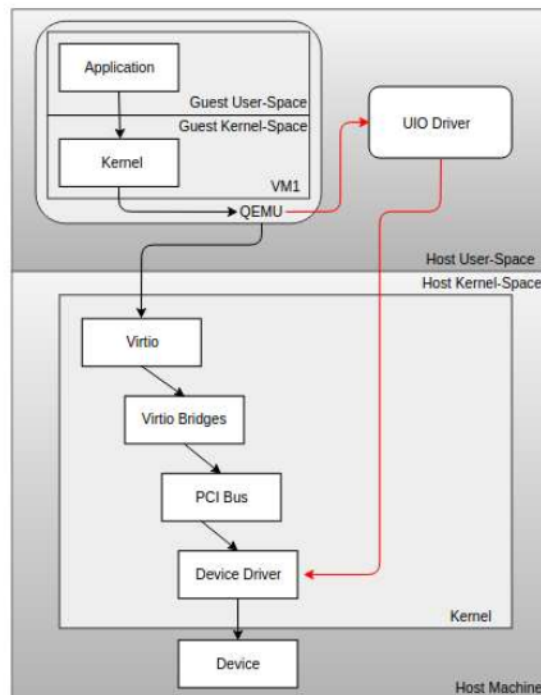 Application
Guest User-Space
Guest Kernel-Space
UIO Driver
Kernel
VM1
QEMU
Host User-Space
Host Kernel-Space
Virtio
Virtio Bridges
PCI Bus
Device Driver
Kernel
Device
Host Machine